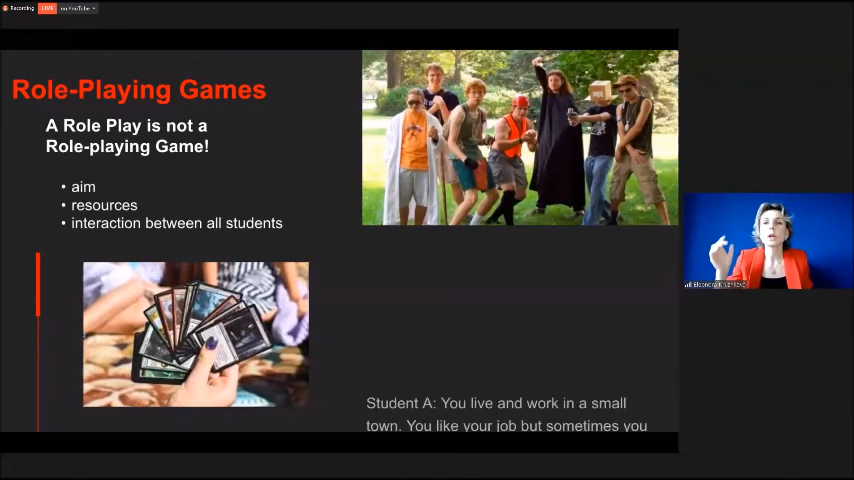 Recording LIVE on YouTube
Role-Playing Games
A Role Play is not a
Role-playing Game!
• aim
• resources
• interaction between all students
Student A: You live and work in a small
town. You like your job but sometimes you
Eleonora